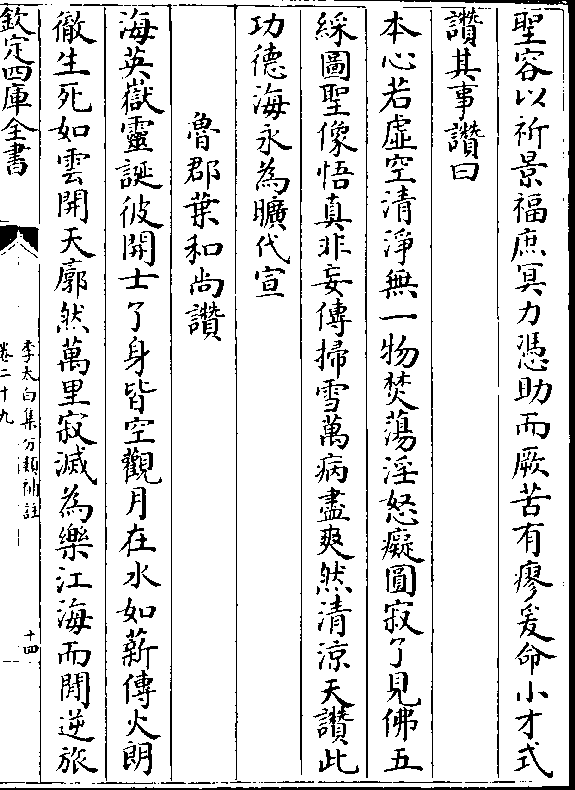 聖容以祈景福庶冥力憑助而厥苦有瘳爰命小才式
讚其事讚曰
本心若虛空清淨無一物焚蕩淫怒癡圓寂了見佛五
綵圖聖像悟真非妄傳掃雪萬病盡爽然清涼天讚此
功德海永為曠代宣
魯郡葉和尚讚
海英嶽靈誕彼開士了身皆空觀月在水如薪傳火朗
徹生死如雲開天廓然萬里寂滅為樂江海而閒逆旅
欽定四庫全書
李太白集分類補註
卷二十九
十四